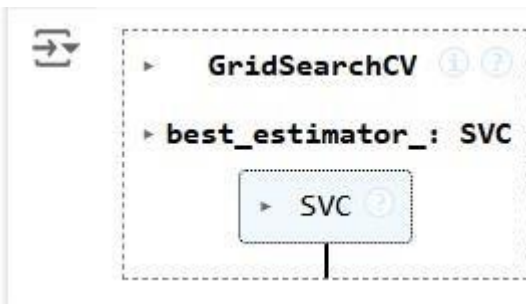 GridSearchCV i ?
best_estimator_: SVC
SVC ?